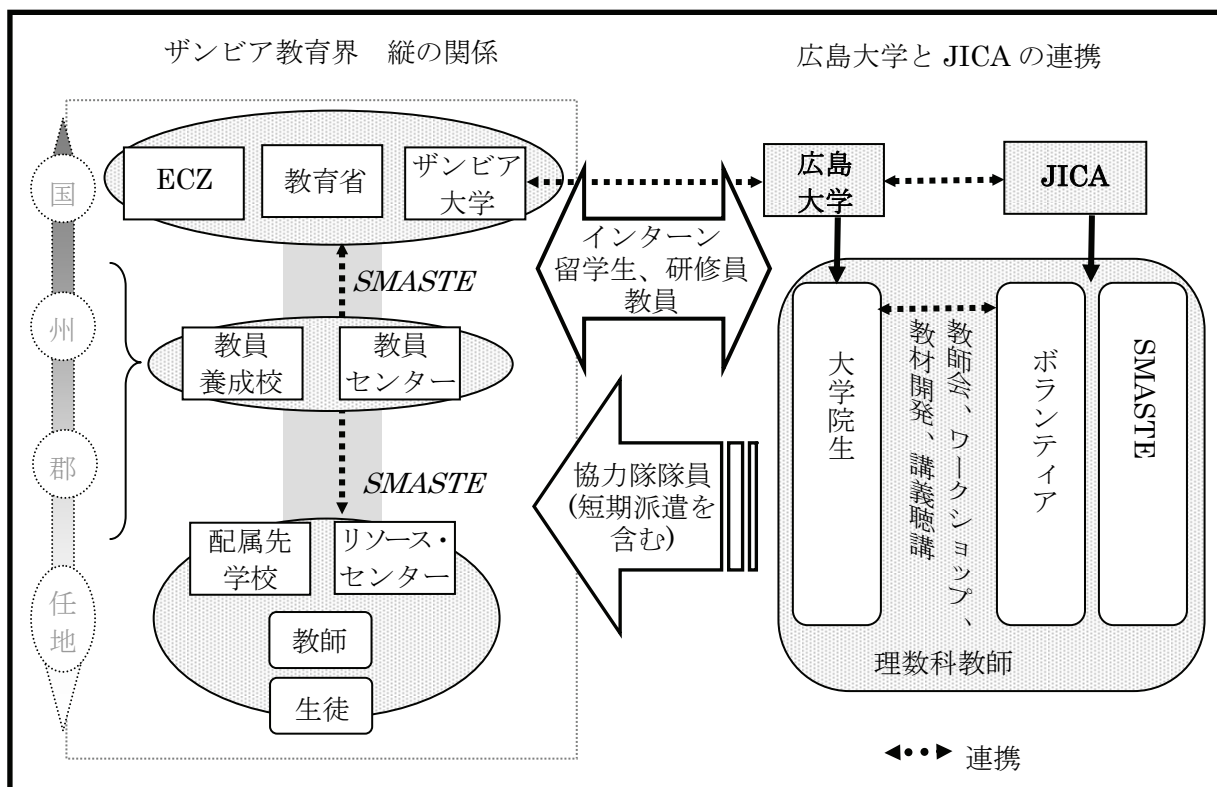 ザンビア教育界　縦の関係
広島大学と JICA の連携
国
州
郡
任
地
ECZ
教育省
ザンビア
大学
SMASTE
教員
養成校
教員
センター
SMASTE
配属先
学校
リソース・
センター
教師
生徒
インターン
留学生、研修員
教員
協力隊隊員
(短期派遣を
含む)
広島
大学
JICA
大学院生
教師会、ワークショップ、
教材開発、講義聴講
ボランティア
SMASTE
理数科教師
連携